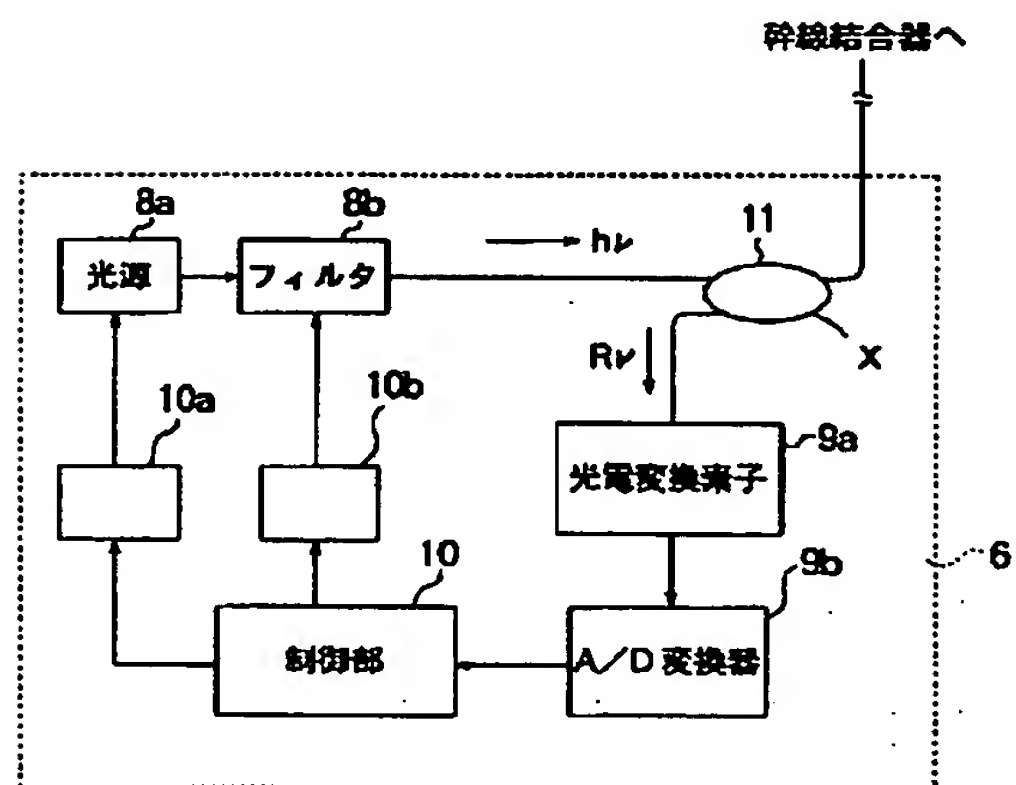 幹線結合器へ
8a
8b
11
光源
フィルタ
hν
Rν
X
10a
10b
9a
光電変換素子
6
10
9b
制御部
A/D変換器